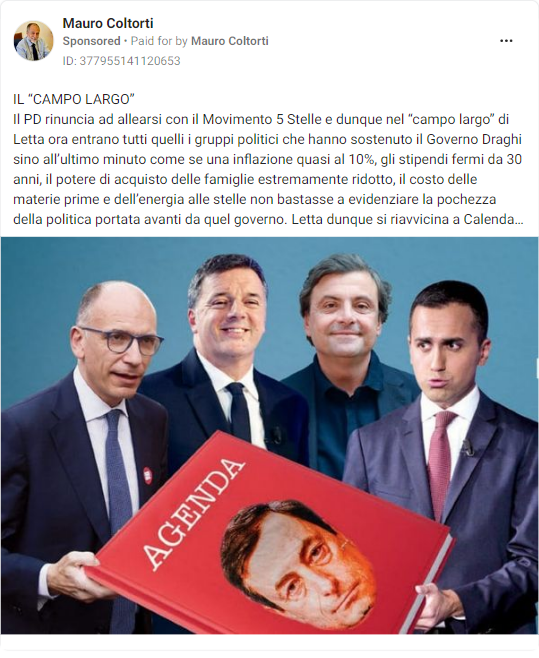 Mauro Coltorti
Sponsored • Paid for by Mauro Coltorti
ID: 377955141120653
IL “CAMPO LARGO”
Il PD rinuncia ad allearsi con il Movimento 5 Stelle e dunque nel “campo largo” di
Letta ora entrano tutti quelli i gruppi politici che hanno sostenuto il Governo Draghi
sino all’ultimo minuto come se una inflazione quasi al 10%, gli stipendi fermi da 30
anni, il potere di acquisto delle famiglie estremamente ridotto, il costo delle
materie prime e dell’energia alle stelle non bastasse a evidenziare la pochezza
della politica portata avanti da quel governo. Letta dunque si riavvicina a Calenda...
AGENDA